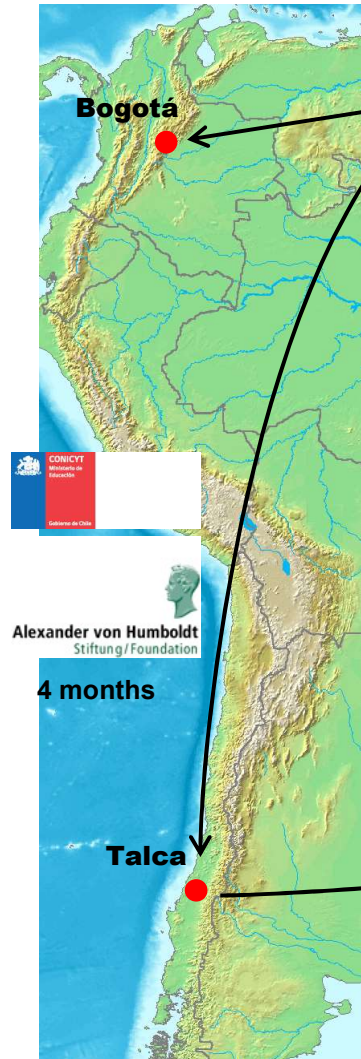 Bogotá
CONICYT
Ministerio de
Educación
Gobierno de Chile
Alexander von Humboldt
Stiftung/Foundation
4 months
Talca